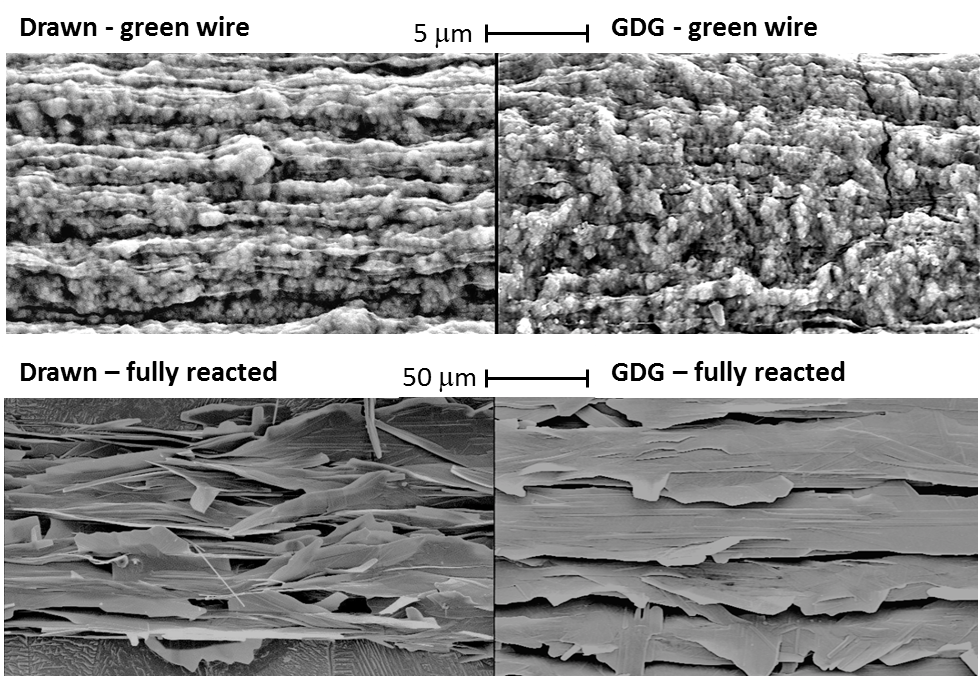 Drawn - green wire 5 μm GDG - green wire
Drawn – fully reacted 50 μm GDG – fully reacted